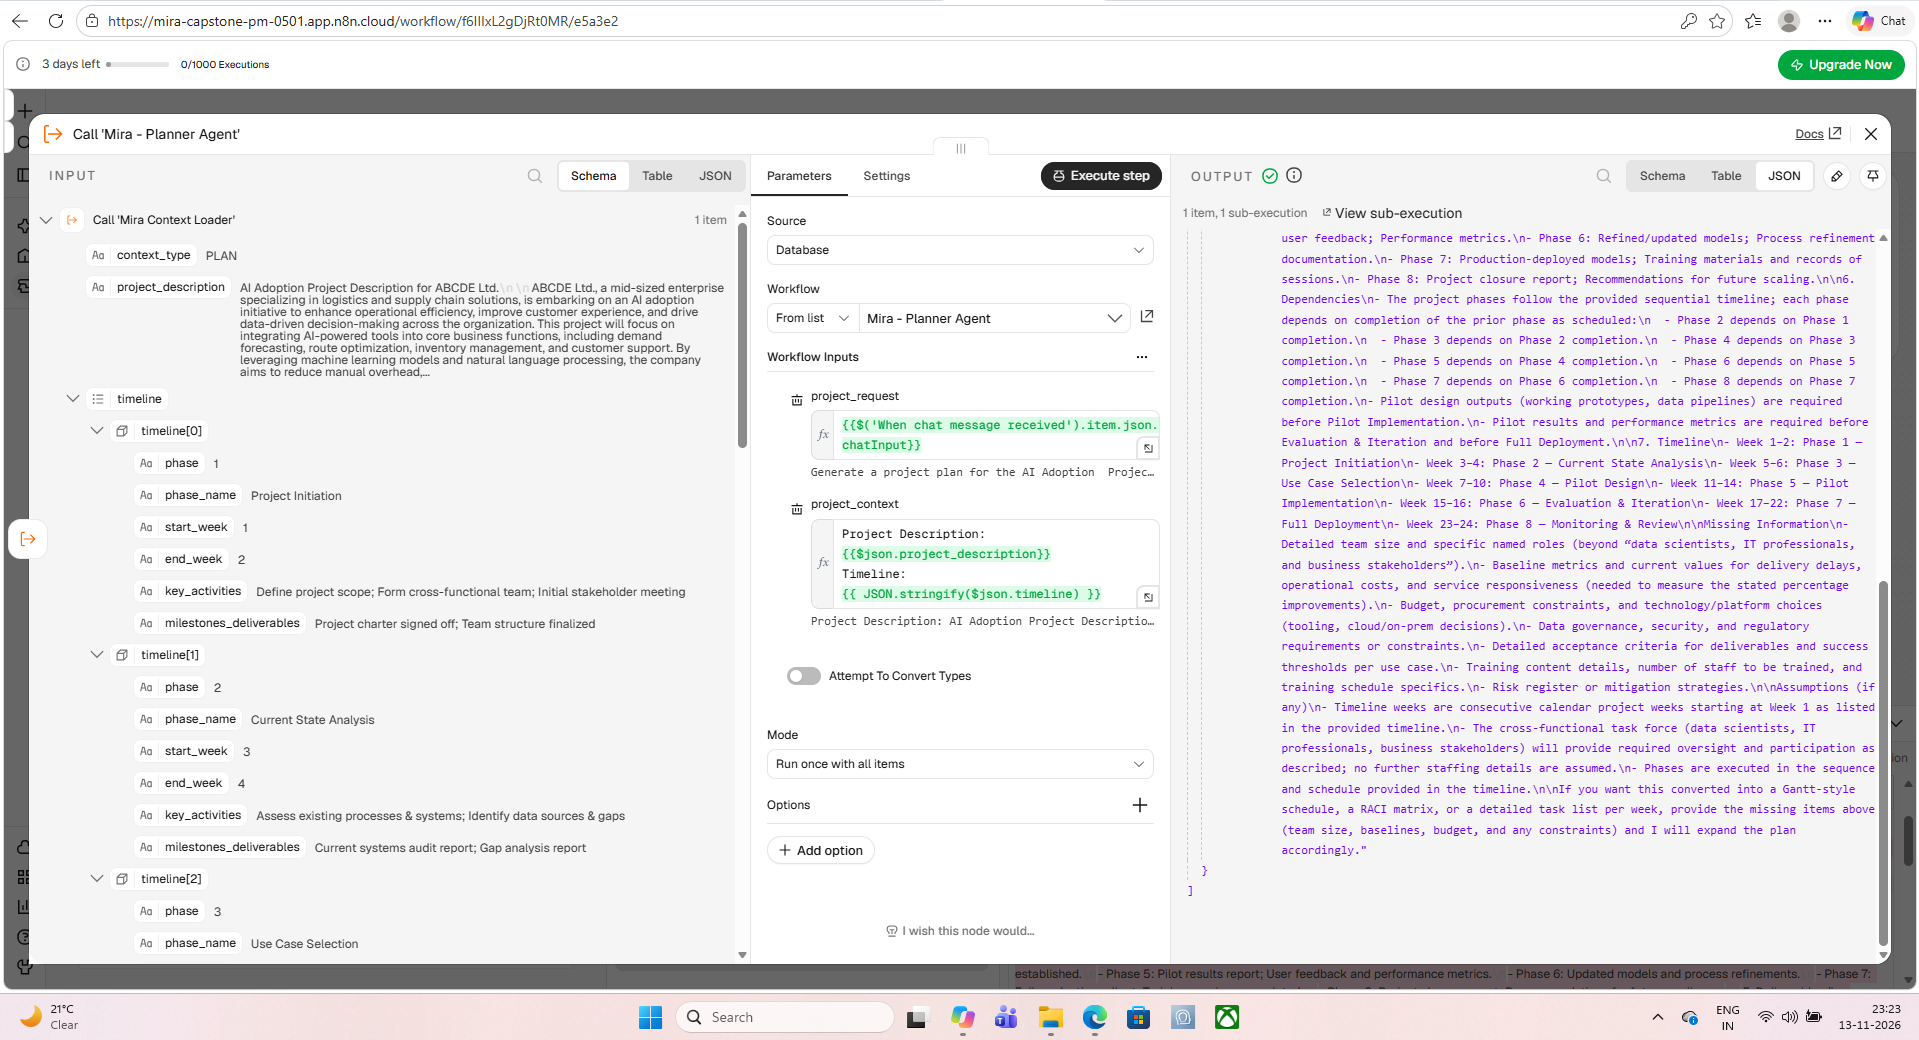 https://mira-capstone-pm-0501.app.n8n.cloud/workflow/f6IIIxL2gDjRt0MR/e5a3e2
Chat
3 days left
0/1000 Executions
Upgrade Now
Call 'Mira - Planner Agent'
Docs
INPUT
Schema
Table
JSON
Call 'Mira Context Loader'
1 item
Aa context_type PLAN
Aa project_description AI Adoption Project Description for ABCDE Ltd.\n\n ABCDE Ltd., a mid-sized enterprise
specializing in logistics and supply chain solutions, is embarking on an AI adoption
initiative to enhance operational efficiency, improve customer experience, and drive
data-driven decision-making across the organization. This project will focus on
integrating AI-powered tools into core business functions, including demand
forecasting, route optimization, inventory management, and customer support. By
leveraging machine learning models and natural language processing, the company
aims to reduce manual overhead,...
timeline
timeline[0]
Aa phase 1
Aa phase_name Project Initiation
Aa start_week 1
Aa end_week 2
Aa key_activities Define project scope; Form cross-functional team; Initial stakeholder meeting
Aa milestones_deliverables Project charter signed off; Team structure finalized
timeline[1]
Aa phase 2
Aa phase_name Current State Analysis
Aa start_week 3
Aa end_week 4
Aa key_activities Assess existing processes & systems; Identify data sources & gaps
Aa milestones_deliverables Current systems audit report; Gap analysis report
timeline[2]
Aa phase 3
Aa phase_name Use Case Selection
Parameters
Settings
Execute step
Source
Database
Workflow
From list
Mira - Planner Agent
Workflow Inputs
project_request
fx
{{$('When chat message received').item.json.
chatInput}}
Generate a project plan for the AI Adoption Projec...
project_context
fx
Project Description:
{{$json.project_description}}
Timeline:
{{ JSON.stringify($json.timeline) }}
Project Description: AI Adoption Project Descriptio...
Attempt To Convert Types
Mode
Run once with all items
Options
Add option
I wish this node would...
OUTPUT
Schema
Table
JSON
1 item, 1 sub-execution
View sub-execution
user feedback; Performance metrics.\n- Phase 6: Refined/updated models; Process refinement
documentation.\n- Phase 7: Production-deployed models; Training materials and records of
sessions.\n- Phase 8: Project closure report; Recommendations for future scaling.\n\n6.
Dependencies\n- The project phases follow the provided sequential timeline; each phase
depends on completion of the prior phase as scheduled:\n  - Phase 2 depends on Phase 1
completion.\n  - Phase 3 depends on Phase 2 completion.\n  - Phase 4 depends on Phase 3
completion.\n  - Phase 5 depends on Phase 4 completion.\n  - Phase 6 depends on Phase 5
completion.\n  - Phase 7 depends on Phase 6 completion.\n  - Phase 8 depends on Phase 7
completion.\n- Pilot design outputs (working prototypes, data pipelines) are required
before Pilot Implementation.\n- Pilot results and performance metrics are required before
Evaluation & Iteration and before Full Deployment.\n\n7. Timeline\n- Week 1–2: Phase 1 —
Project Initiation\n- Week 3–4: Phase 2 — Current State Analysis\n- Week 5–6: Phase 3 —
Use Case Selection\n- Week 7–10: Phase 4 — Pilot Design\n- Week 11–14: Phase 5 — Pilot
Implementation\n- Week 15–16: Phase 6 — Evaluation & Iteration\n- Week 17–22: Phase 7 —
Full Deployment\n- Week 23–24: Phase 8 — Monitoring & Review\n\nMissing Information\n-
Detailed team size and specific named roles (beyond “data scientists, IT professionals,
and business stakeholders”).\n- Baseline metrics and current values for delivery delays,
operational costs, and service responsiveness (needed to measure the stated percentage
improvements).\n- Budget, procurement constraints, and technology/platform choices
(tooling, cloud/on-prem decisions).\n- Data governance, security, and regulatory
requirements or constraints.\n- Detailed acceptance criteria for deliverables and success
thresholds per use case.\n- Training content details, number of staff to be trained, and
training schedule specifics.\n- Risk register or mitigation strategies.\n\nAssumptions (if
any)\n- Timeline weeks are consecutive calendar project weeks starting at Week 1 as listed
in the provided timeline.\n- The cross-functional task force (data scientists, IT
professionals, business stakeholders) will provide required oversight and participation as
described; no further staffing details are assumed.\n- Phases are executed in the sequence
and schedule provided in the timeline.\n\nIf you want this converted into a Gantt-style
schedule, a RACI matrix, or a detailed task list per week, provide the missing items above
(team size, baselines, budget, and any constraints) and I will expand the plan
accordingly."
}
]
established. - Phase 5: Pilot results report; User feedback and performance metrics. - Phase 6: Updated models and process refinements. - Phase 7:
21°C
Clear
Search
ENG
IN
23:23
13-11-2026